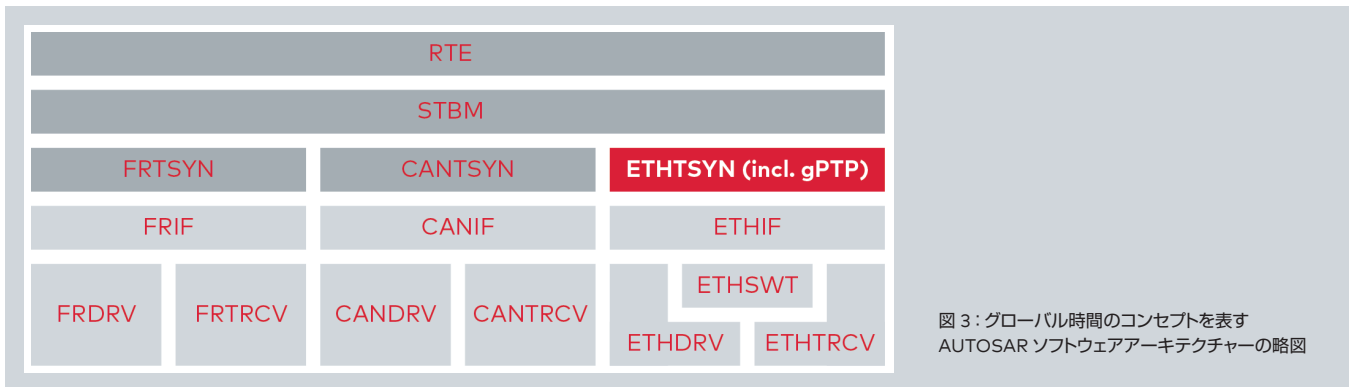 RTE
STBM
FRTSYN
CANTSYN
ETHTSYN (incl. gPTP)
FRIF
CANIF
ETHIF
FRDRV
FRTRCV
CANDRV
CANTRCV
ETHSWT
ETHDRV
ETHTRCV
図 3：グローバル時間のコンセプトを表す
AUTOSAR ソフトウェアアーキテクチャーの略図